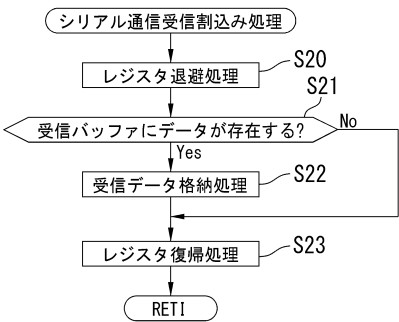 シリアル通信受信割込み処理
S20
レジスタ退避処理
S21
受信バッファにデータが存在する?
No
Yes
S22
受信データ格納処理
S23
レジスタ復帰処理
RETI